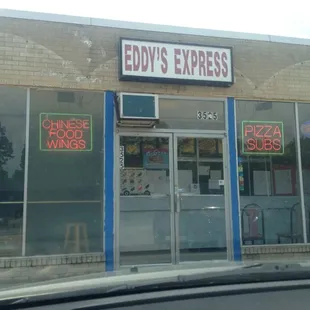 EDDY'S EXPRESS
CHINESE
FOOD
WINGS
PIZZA
SUBS